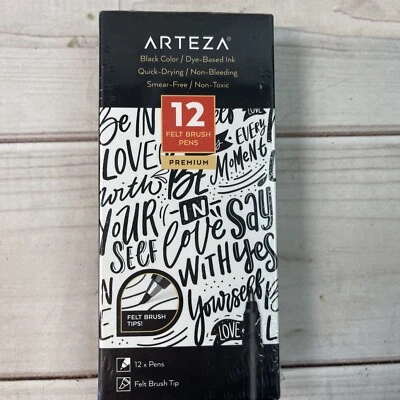 ARTEZA®
Black Color / Dye-Based Ink
Quick-Drying / Non-Bleeding
Smear-Free / Non-Toxic
12
FELT BRUSH
PENS
PREMIUM
Be IN
LOVE
with
YOUR
SELF
LOVE
EVERY
MOMENT
BE
IN
love
WITH
Yourself
say
yes
LOVE
FELT BRUSH
TIPS!
12 x Pens
Felt Brush Tip